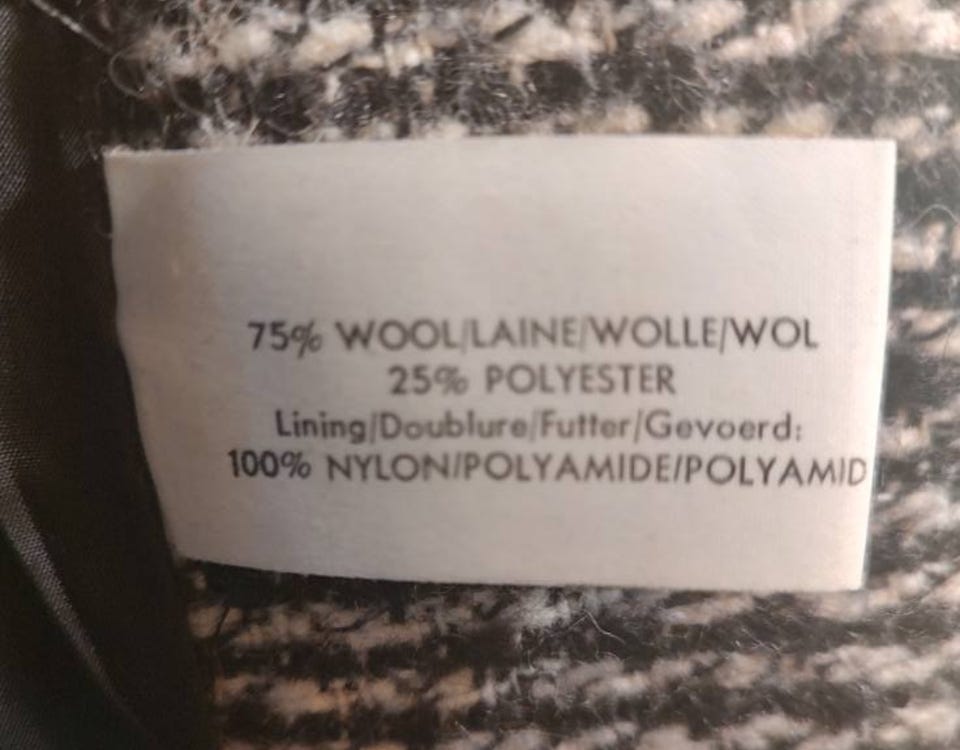 75% WOOL/LAINE/WOLLE/WOL
25% POLYESTER
Lining/Doublure/Futter/Gevoerd:
100% NYLON/POLYAMIDE/POLYAMID